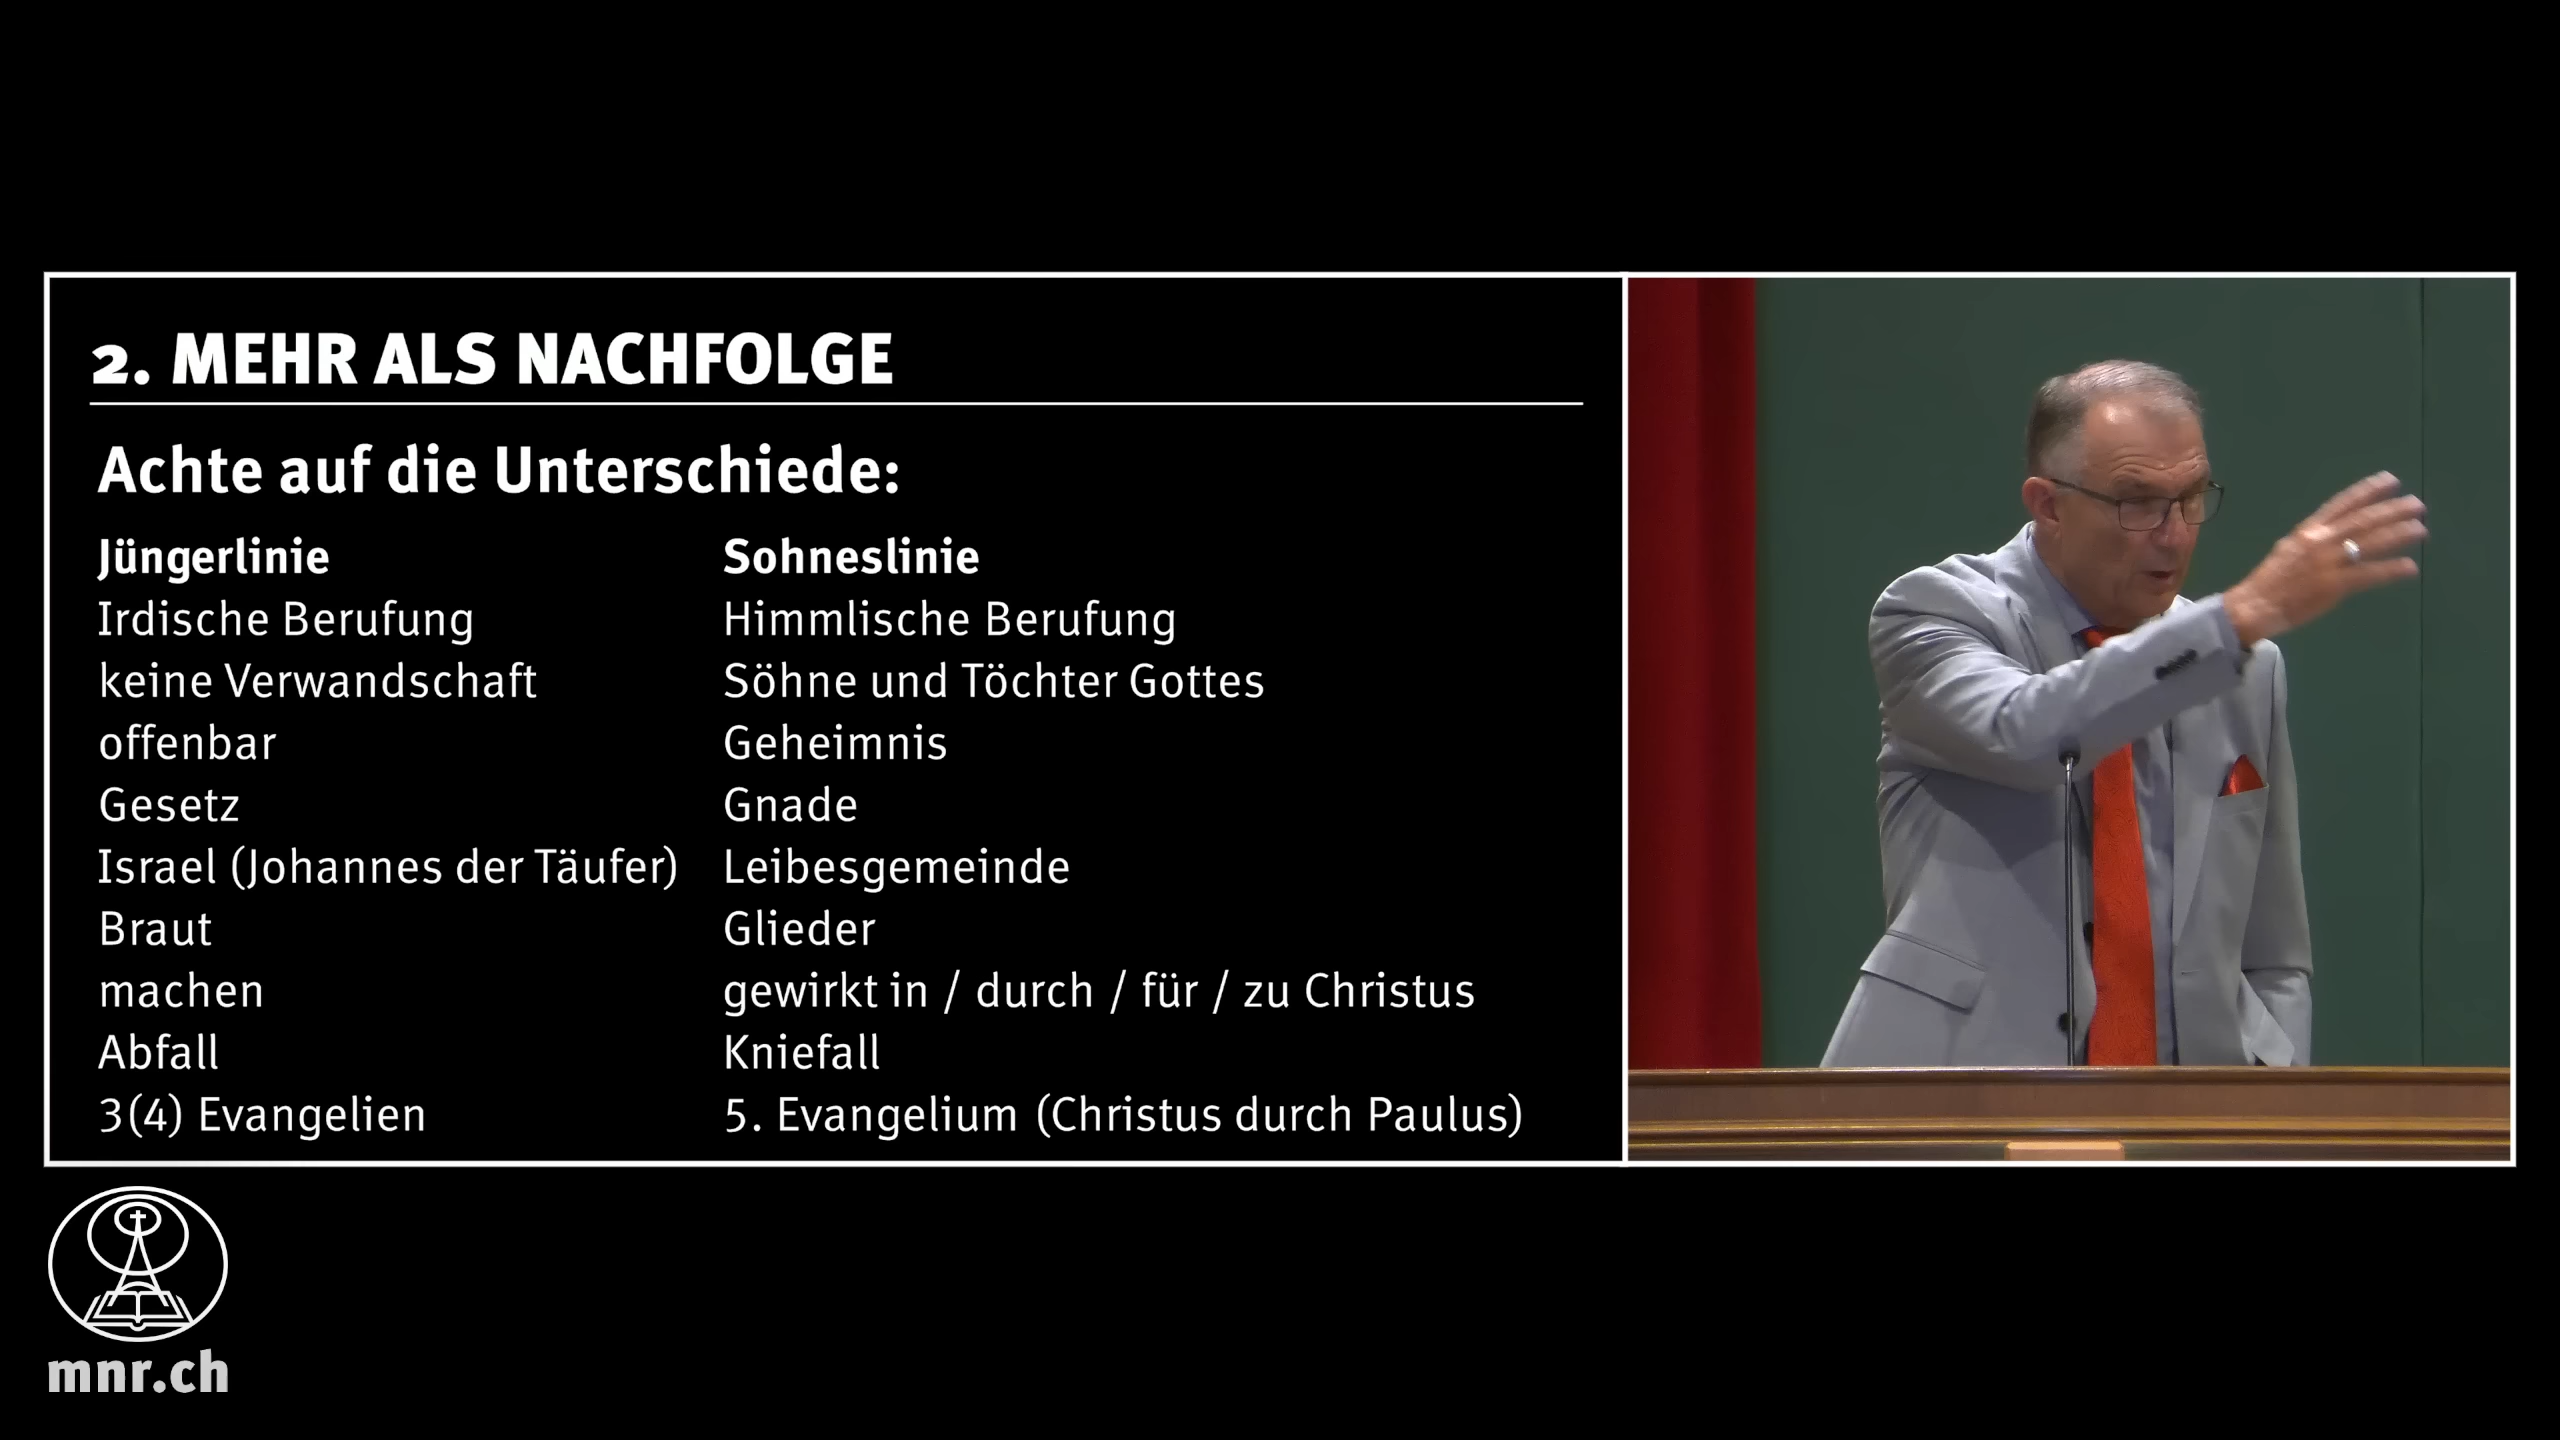 2. MEHR ALS NACHFOLGE
Achte auf die Unterschiede:
Jüngerlinie Sohneslinie
Irdische Berufung Himmlische Berufung
keine Verwandschaft Söhne und Töchter Gottes
offenbar Geheimnis
Gesetz Gnade
Israel (Johannes der Täufer) Leibesgemeinde
Braut Glieder
machen gewirkt in / durch / für / zu Christus
Abfall Kniefall
3(4) Evangelien 5. Evangelium (Christus durch Paulus)
mnr.ch